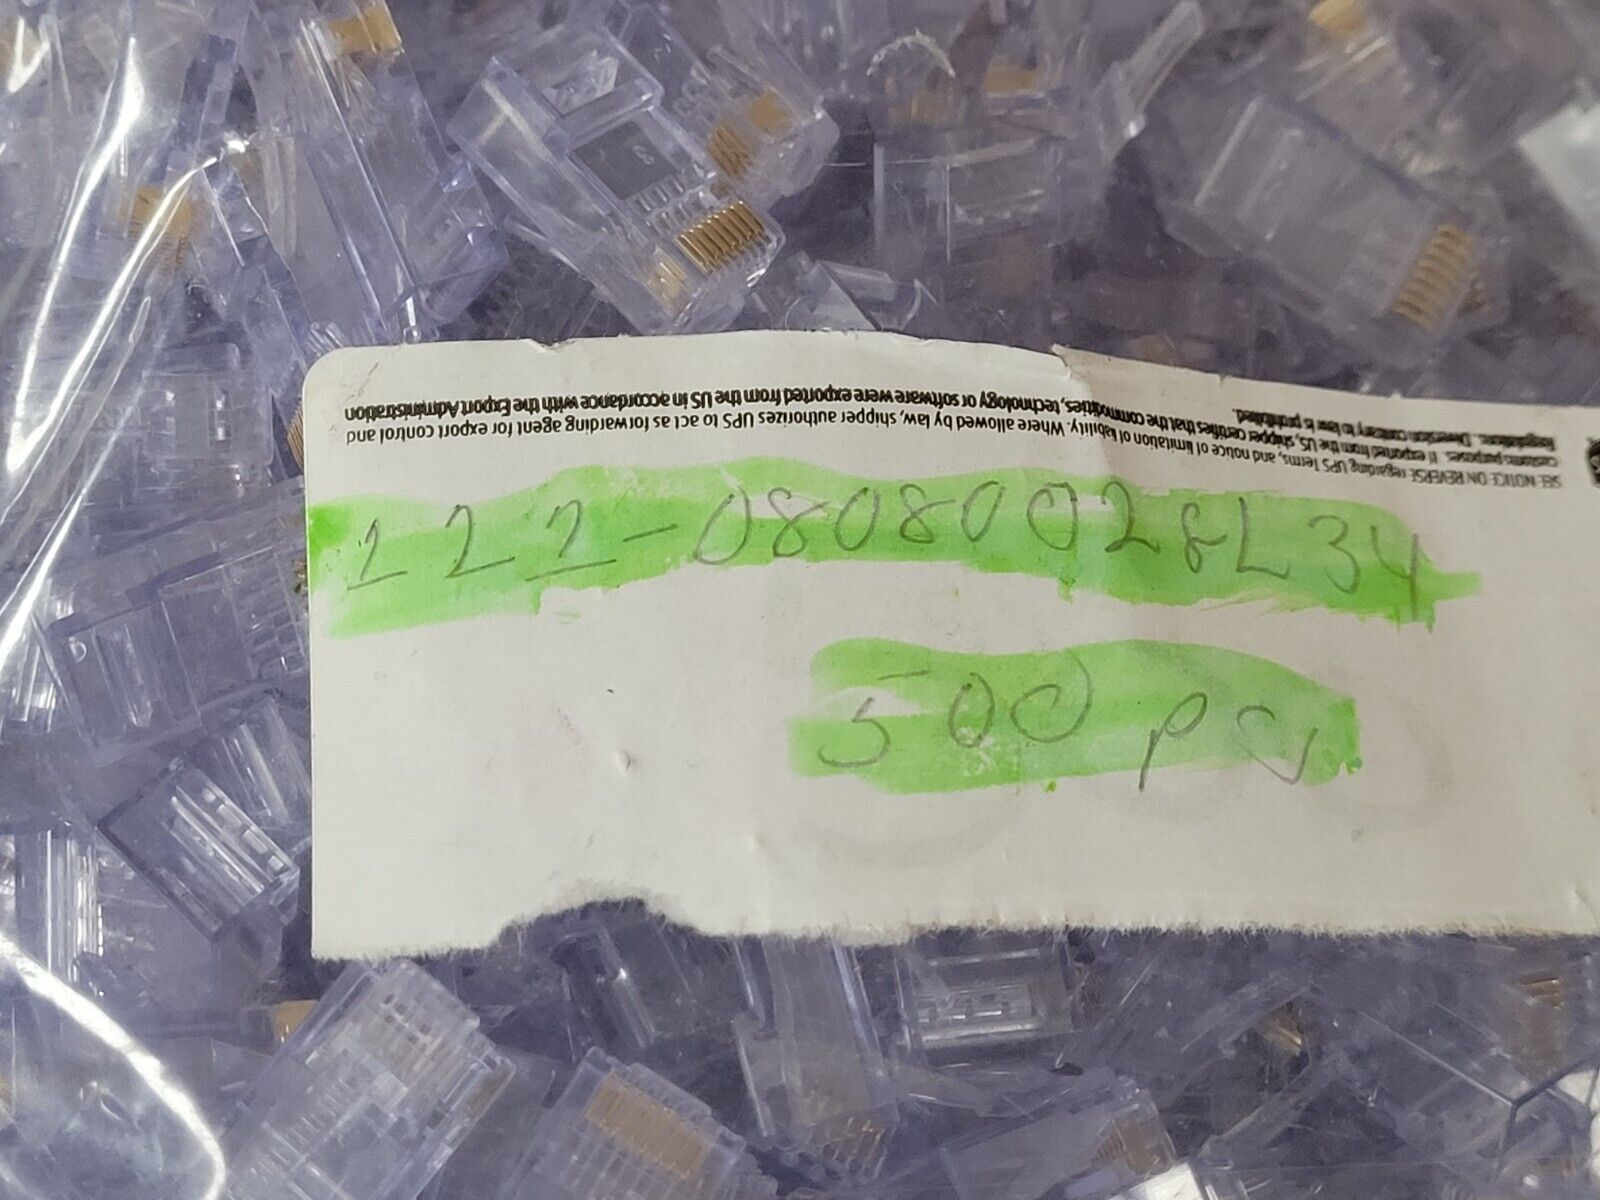 SEE NOTICE ON REVERSE regarding UPS Terms, and notice of limitation of liability. Where allowed by law, shipper authorizes UPS to act as forwarding agent for export control and
customs purposes. If exported from the US, shipper certifies that the commodities, technology or software were exported from the US in accordance with the Export Administration
Regulations. Diversion contrary to law is prohibited.
121-08080028L34
500 pc,